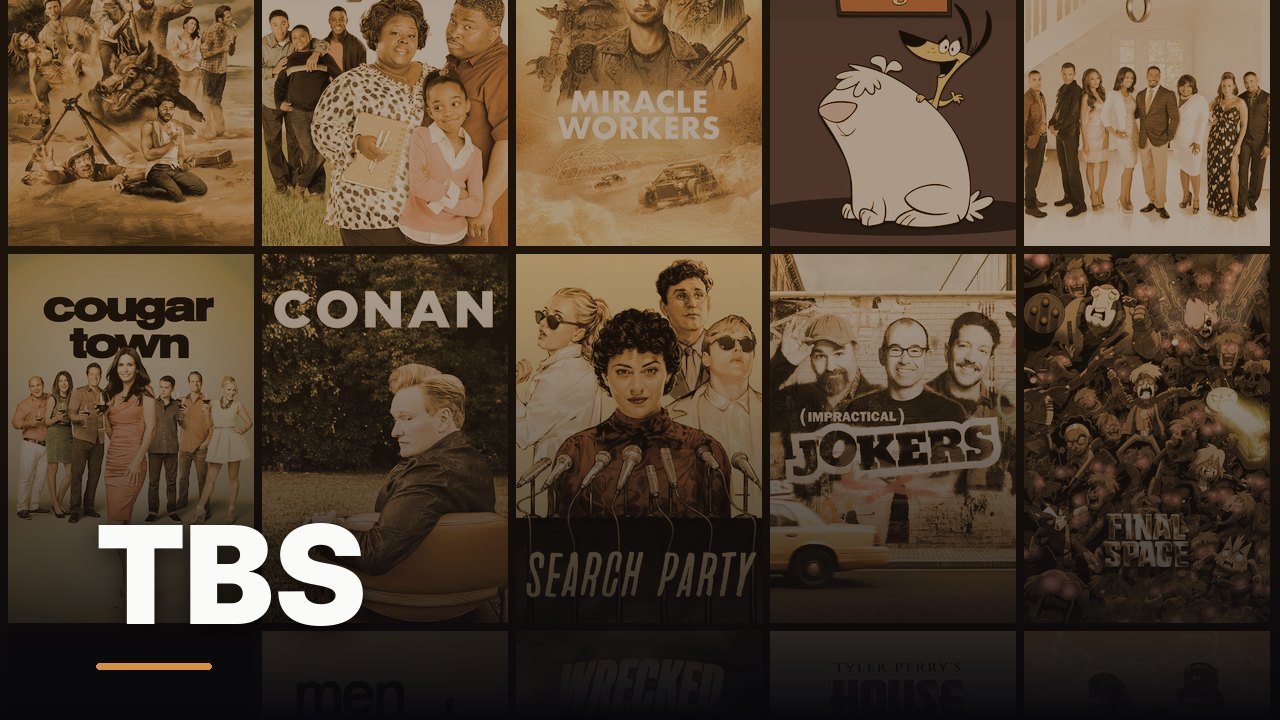 MIRACLE
WORKERS
cougar
town
CONAN
SEARCH PARTY
(IMPRACTICAL)
JOKERS
FINAL
SPACE
TBS
men
WRECKED
TYLER PERRY'S
HOUSE